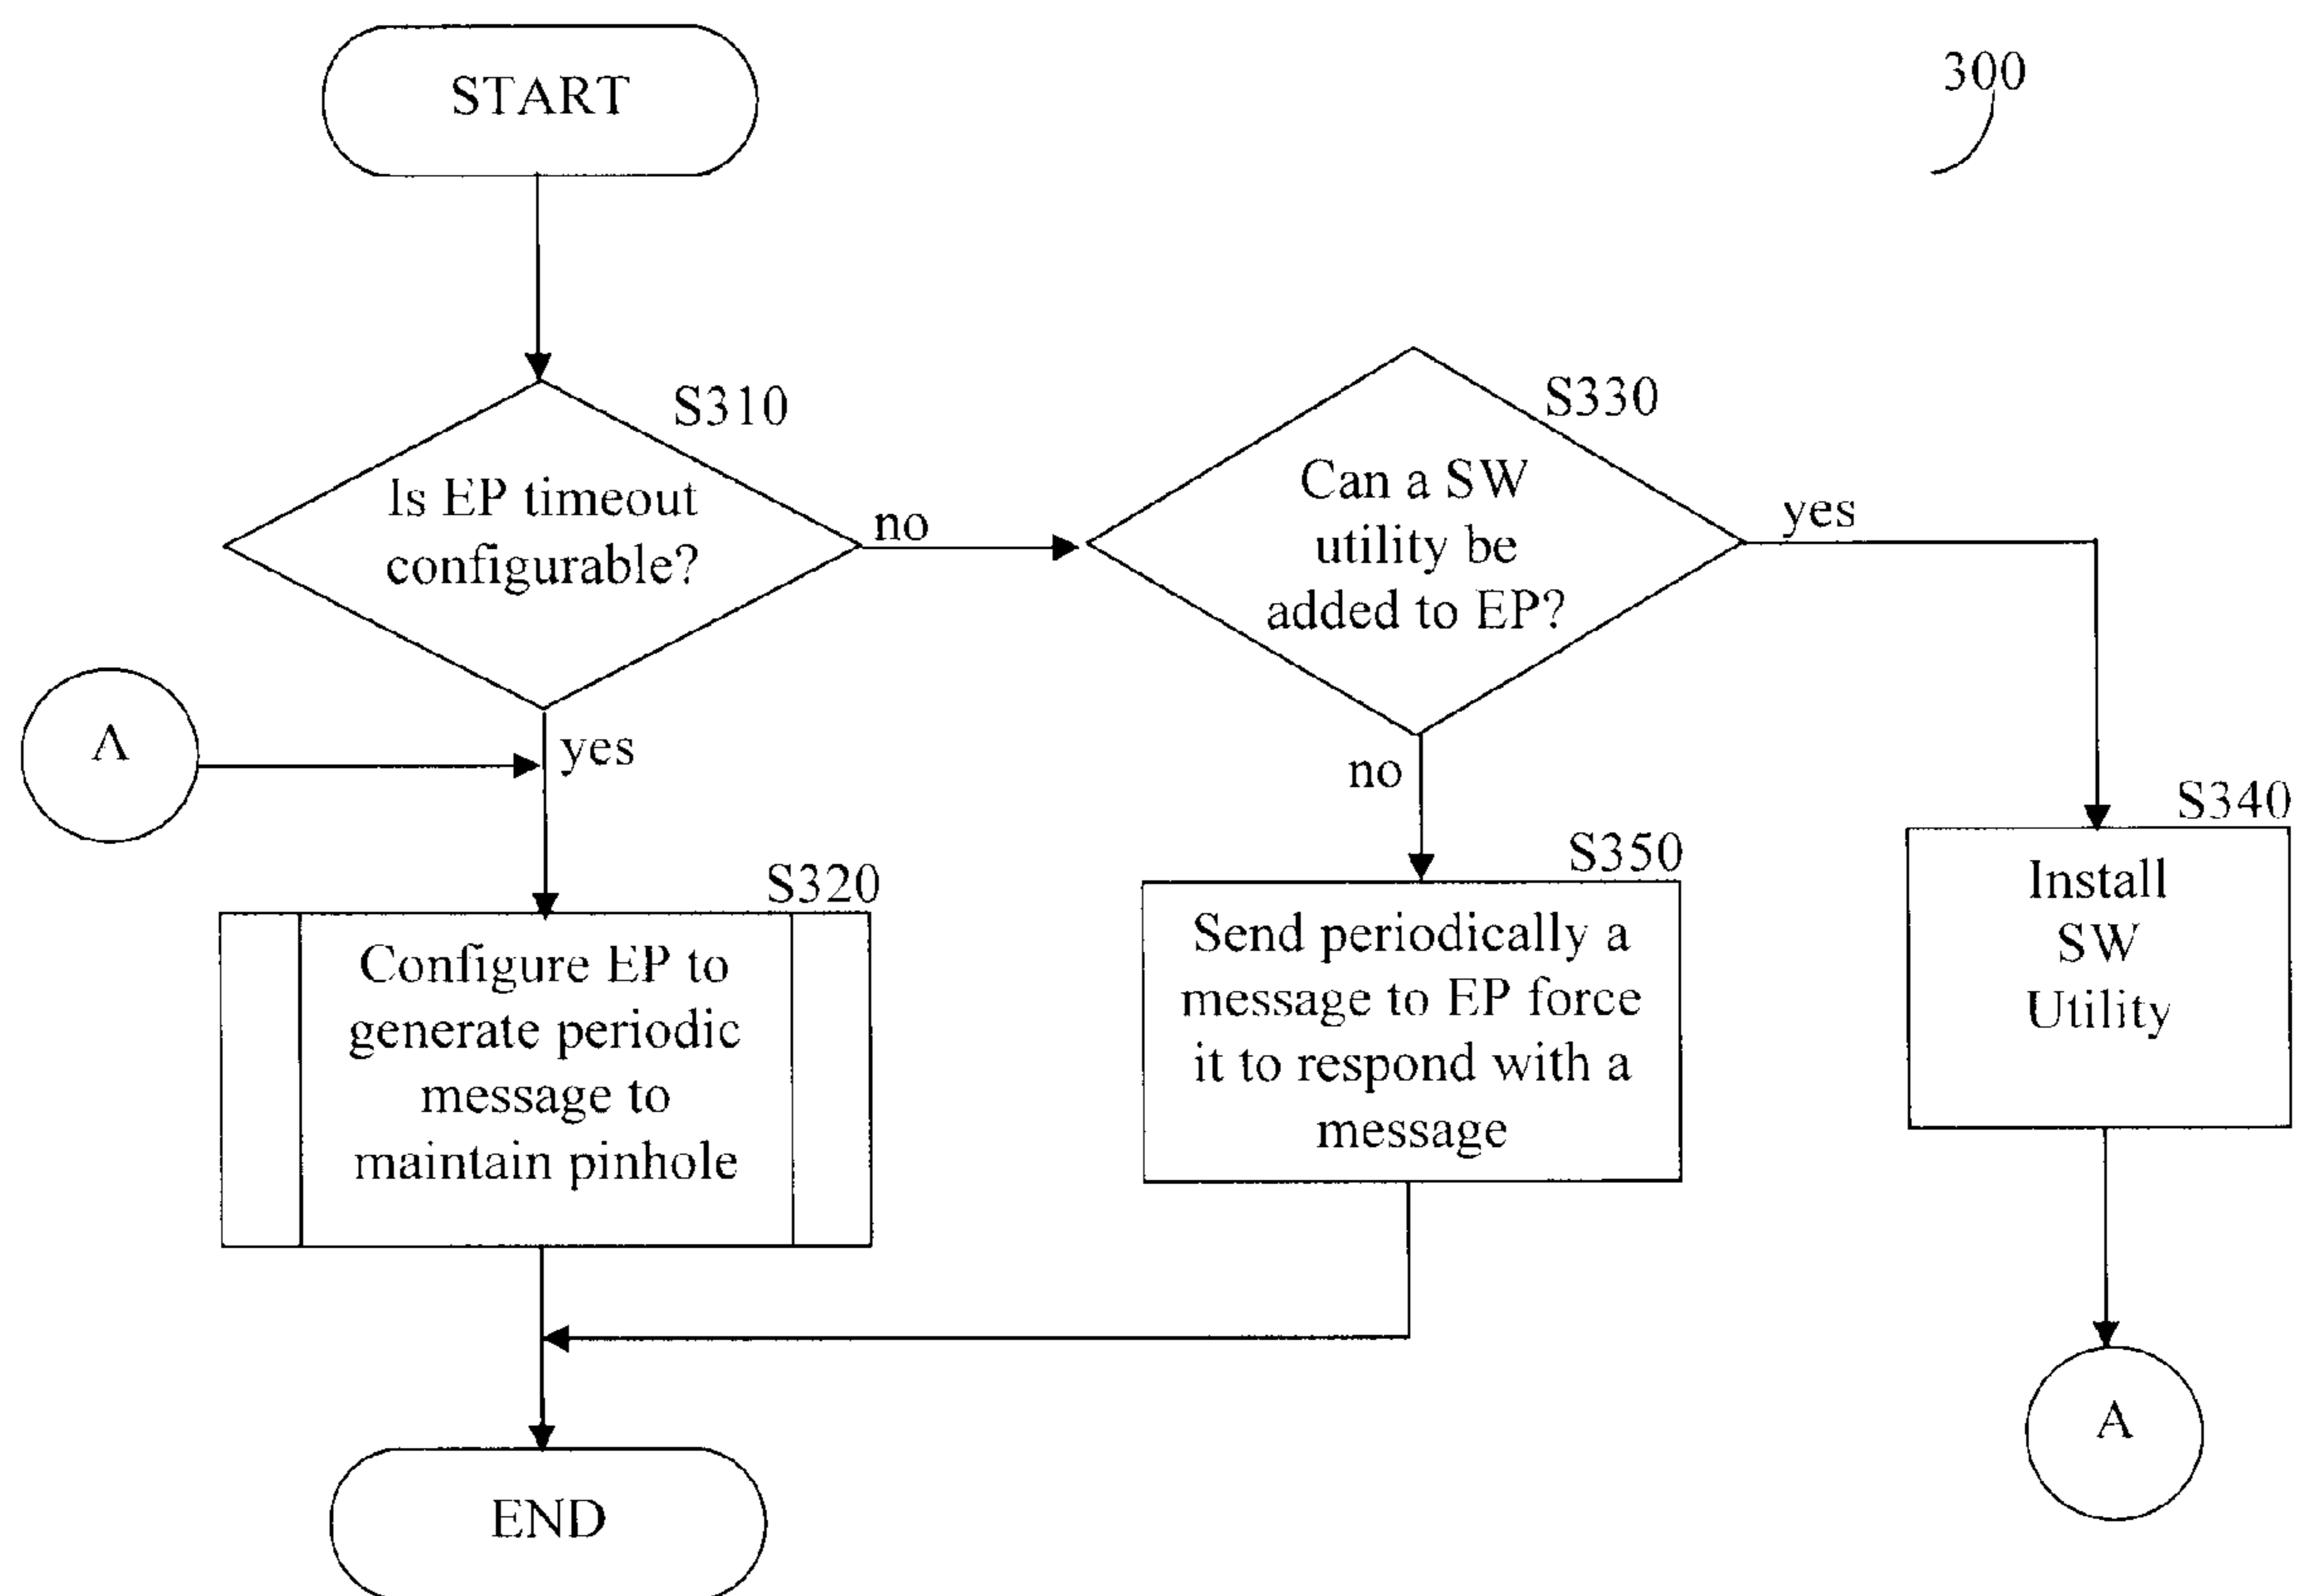 START
300
S310
Is EP timeout
configurable?
no
S330
Can a SW
utility be
added to EP?
yes
A
yes
no
S320
Configure EP to
generate periodic
message to
maintain pinhole
S350
Send periodically a
message to EP force
it to respond with a
message
S340
Install
SW
Utility
A
END